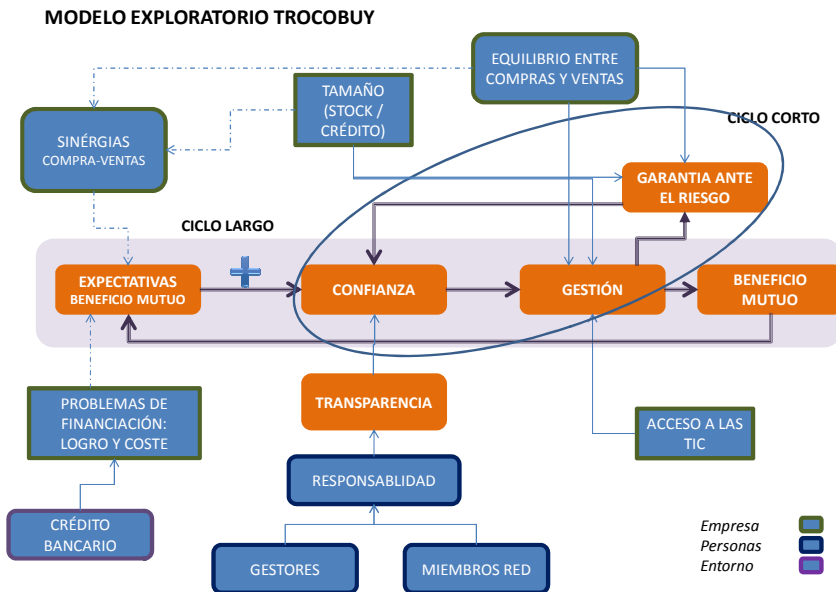 MODELO EXPLORATORIO TROCOBUY
EQUILIBRIO ENTRE
COMPRAS Y VENTAS
TAMAÑO
(STOCK /
CRÉDITO)
SINÉRGIAS
COMPRA-VENTAS
CICLO CORTO
GARANTIA ANTE
EL RIESGO
CICLO LARGO
EXPECTATIVAS
BENEFICIO MUTUO
CONFIANZA
GESTIÓN
BENEFICIO
MUTUO
PROBLEMAS DE
FINANCIACIÓN:
LOGRO Y COSTE
TRANSPARENCIA
ACCESO A LAS
TIC
RESPONSABLIDAD
CRÉDITO
BANCARIO
GESTORES
MIEMBROS RED
Empresa
Personas
Entorno